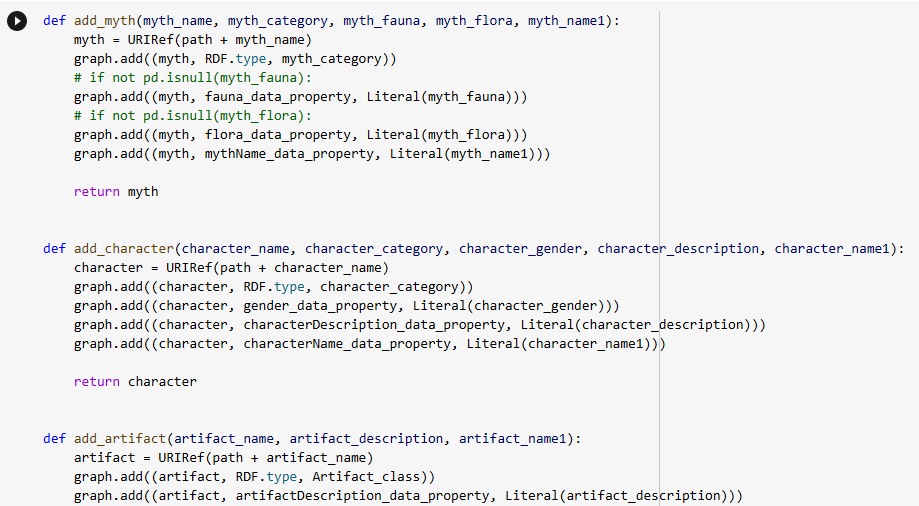 def add_myth(myth_name, myth_category, myth_fauna, myth_flora, myth_name1):
    myth = URIRef(path + myth_name)
    graph.add((myth, RDF.type, myth_category))
    # if not pd.isnull(myth_fauna):
    graph.add((myth, fauna_data_property, Literal(myth_fauna)))
    # if not pd.isnull(myth_flora):
    graph.add((myth, flora_data_property, Literal(myth_flora)))
    graph.add((myth, mythName_data_property, Literal(myth_name1)))

    return myth


def add_character(character_name, character_category, character_gender, character_description, character_name1):
    character = URIRef(path + character_name)
    graph.add((character, RDF.type, character_category))
    graph.add((character, gender_data_property, Literal(character_gender)))
    graph.add((character, characterDescription_data_property, Literal(character_description)))
    graph.add((character, characterName_data_property, Literal(character_name1)))

    return character


def add_artifact(artifact_name, artifact_description, artifact_name1):
    artifact = URIRef(path + artifact_name)
    graph.add((artifact, RDF.type, Artifact_class))
    graph.add((artifact, artifactDescription_data_property, Literal(artifact_description)))